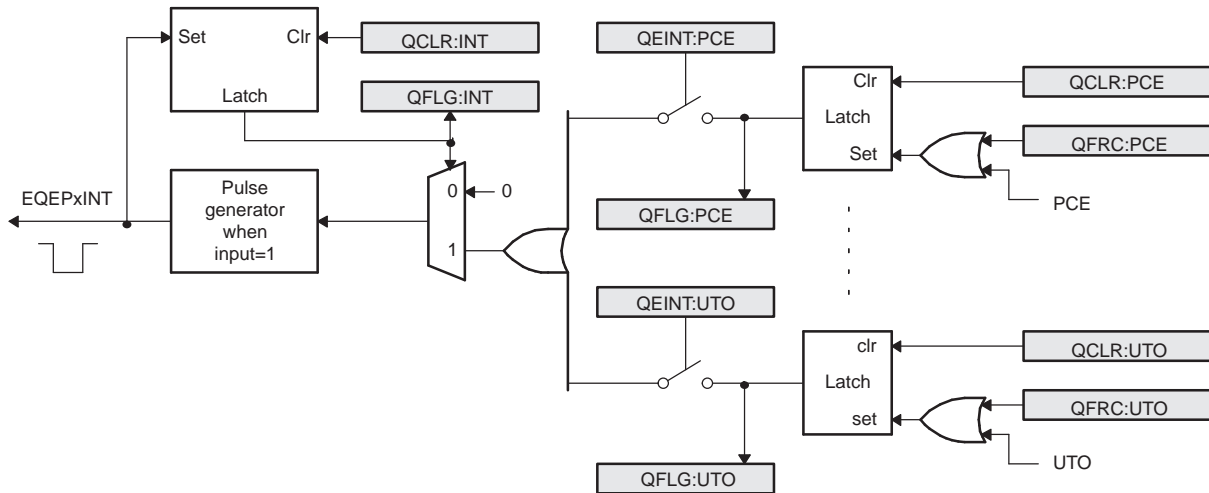 Set
Clr
Latch
QCLR:INT
QFLG:INT
EQEPxINT
Pulse
generator
when
input=1
0
0
1
QEINT:PCE
QFLG:PCE
Clr
Latch
Set
QCLR:PCE
QFRC:PCE
PCE
QEINT:UTO
QFLG:UTO
clr
Latch
set
QCLR:UTO
QFRC:UTO
UTO